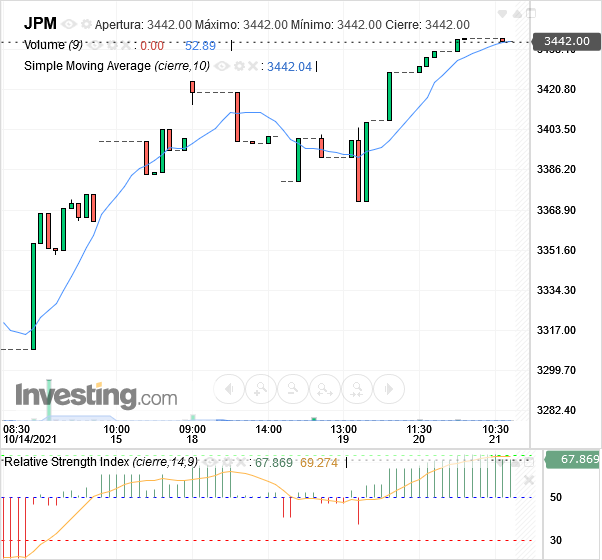 JPM Apertura: 3442.00 Máximo: 3442.00 Mínimo: 3442.00 Cierre: 3442.00
Volume (9) : 0.00 52.89
Simple Moving Average (cierre,10) : 3442.04
3442.00
3420.80
3403.50
3386.20
3368.90
3351.60
3334.30
3317.00
3299.70
3282.40
Investing.com
08:30 10:00 09:00 14:00 13:00 11:30 10:30
10/14/2021 15 18 19 20 21
Relative Strength Index (cierre,14,9) : 67.869 69.274
67.869
50
30